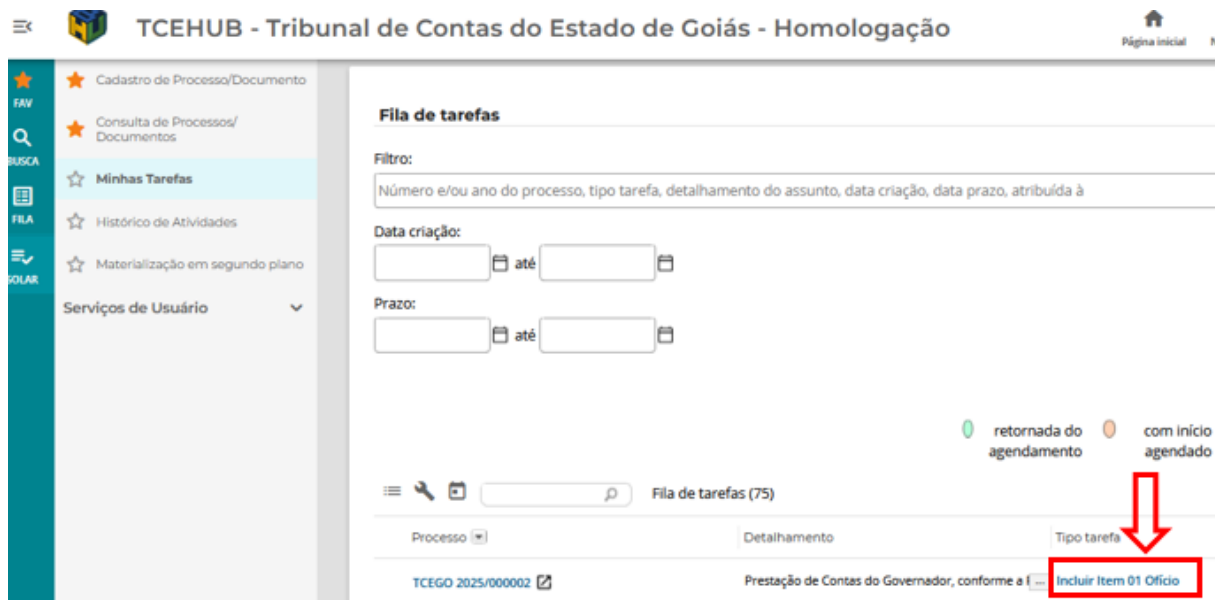 TCEHUB - Tribunal de Contas do Estado de Goiás - Homologação
Página inicial
FAV
BUSCA
FILA
SOLAR
Cadastro de Processo/Documento
Consulta de Processos/
Documentos
Minhas Tarefas
Histórico de Atividades
Materialização em segundo plano
Serviços de Usuário
Fila de tarefas
Filtro:
Número e/ou ano do processo, tipo tarefa, detalhamento do assunto, data criação, data prazo, atribuída à
Data criação:
até
Prazo:
até
retornada do
agendamento
com início
agendado
Fila de tarefas (75)
Processo Detalhamento Tipo tarefa
TCEGO 2025/000002 Prestação de Contas do Governador, conforme a ... Incluir Item 01 Ofício